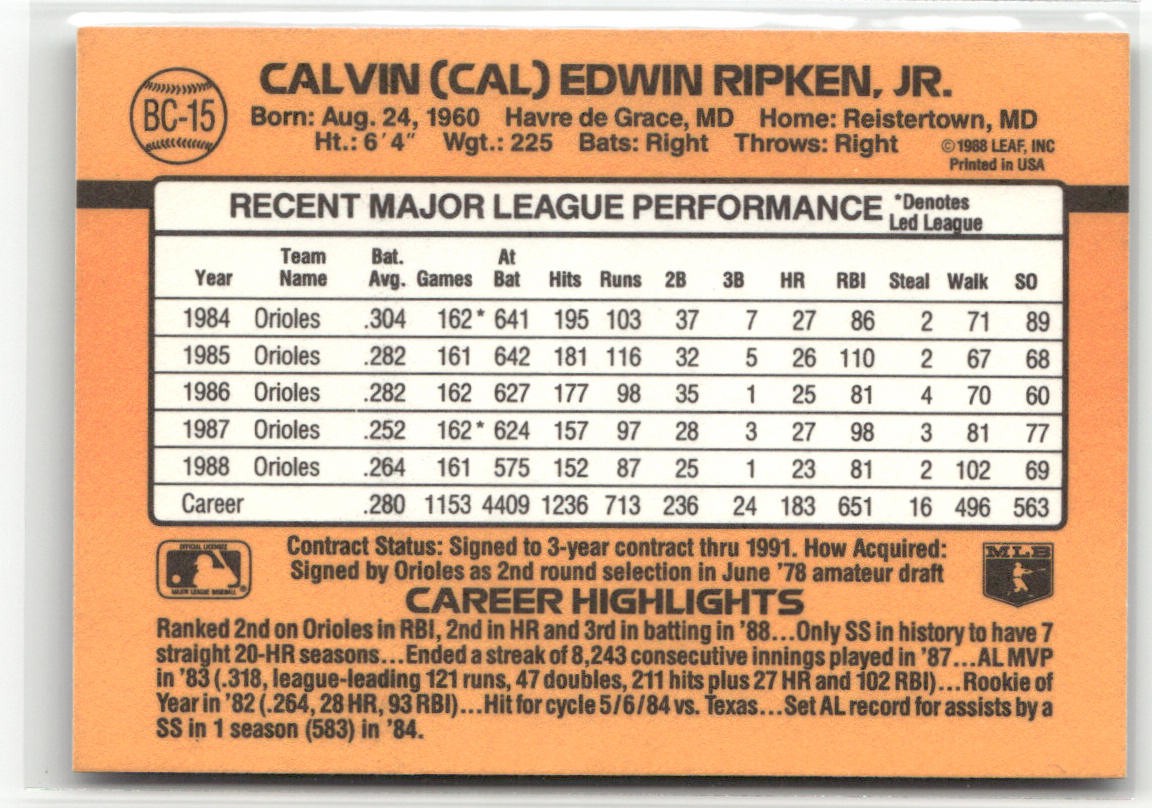 CALVIN (CAL) EDWIN RIPKEN, JR.
BC-15
Born: Aug. 24, 1960 Havre de Grace, MD Home: Reistertown, MD
Ht.: 6'4" Wgt.: 225 Bats: Right Throws: Right
©1988 LEAF, INC
Printed in USA
RECENT MAJOR LEAGUE PERFORMANCE *Denotes
Led League
Year Team Name Bat. Avg. Games At Bat Hits Runs 2B 3B HR RBI Steal Walk SO
1984 Orioles .304 162* 641 195 103 37 7 27 86 2 71 89
1985 Orioles .282 161 642 181 116 32 5 26 110 2 67 68
1986 Orioles .282 162 627 177 98 35 1 25 81 4 70 60
1987 Orioles .252 162* 624 157 97 28 3 27 98 3 81 77
1988 Orioles .264 161 575 152 87 25 1 23 81 2 102 69
Career .280 1153 4409 1236 713 236 24 183 651 16 496 563
OFFICIAL LICENSEE
MAJOR LEAGUE BASEBALL
®
Contract Status: Signed to 3-year contract thru 1991. How Acquired:
Signed by Orioles as 2nd round selection in June '78 amateur draft
MLB
CAREER HIGHLIGHTS
Ranked 2nd on Orioles in RBI, 2nd in HR and 3rd in batting in '88...Only SS in history to have 7
straight 20-HR seasons...Ended a streak of 8,243 consecutive innings played in '87...AL MVP
in '83 (.318, league-leading 121 runs, 47 doubles, 211 hits plus 27 HR and 102 RBI)...Rookie of
Year in '82 (.264, 28 HR, 93 RBI)...Hit for cycle 5/6/84 vs. Texas...Set AL record for assists by a
SS in 1 season (583) in '84.